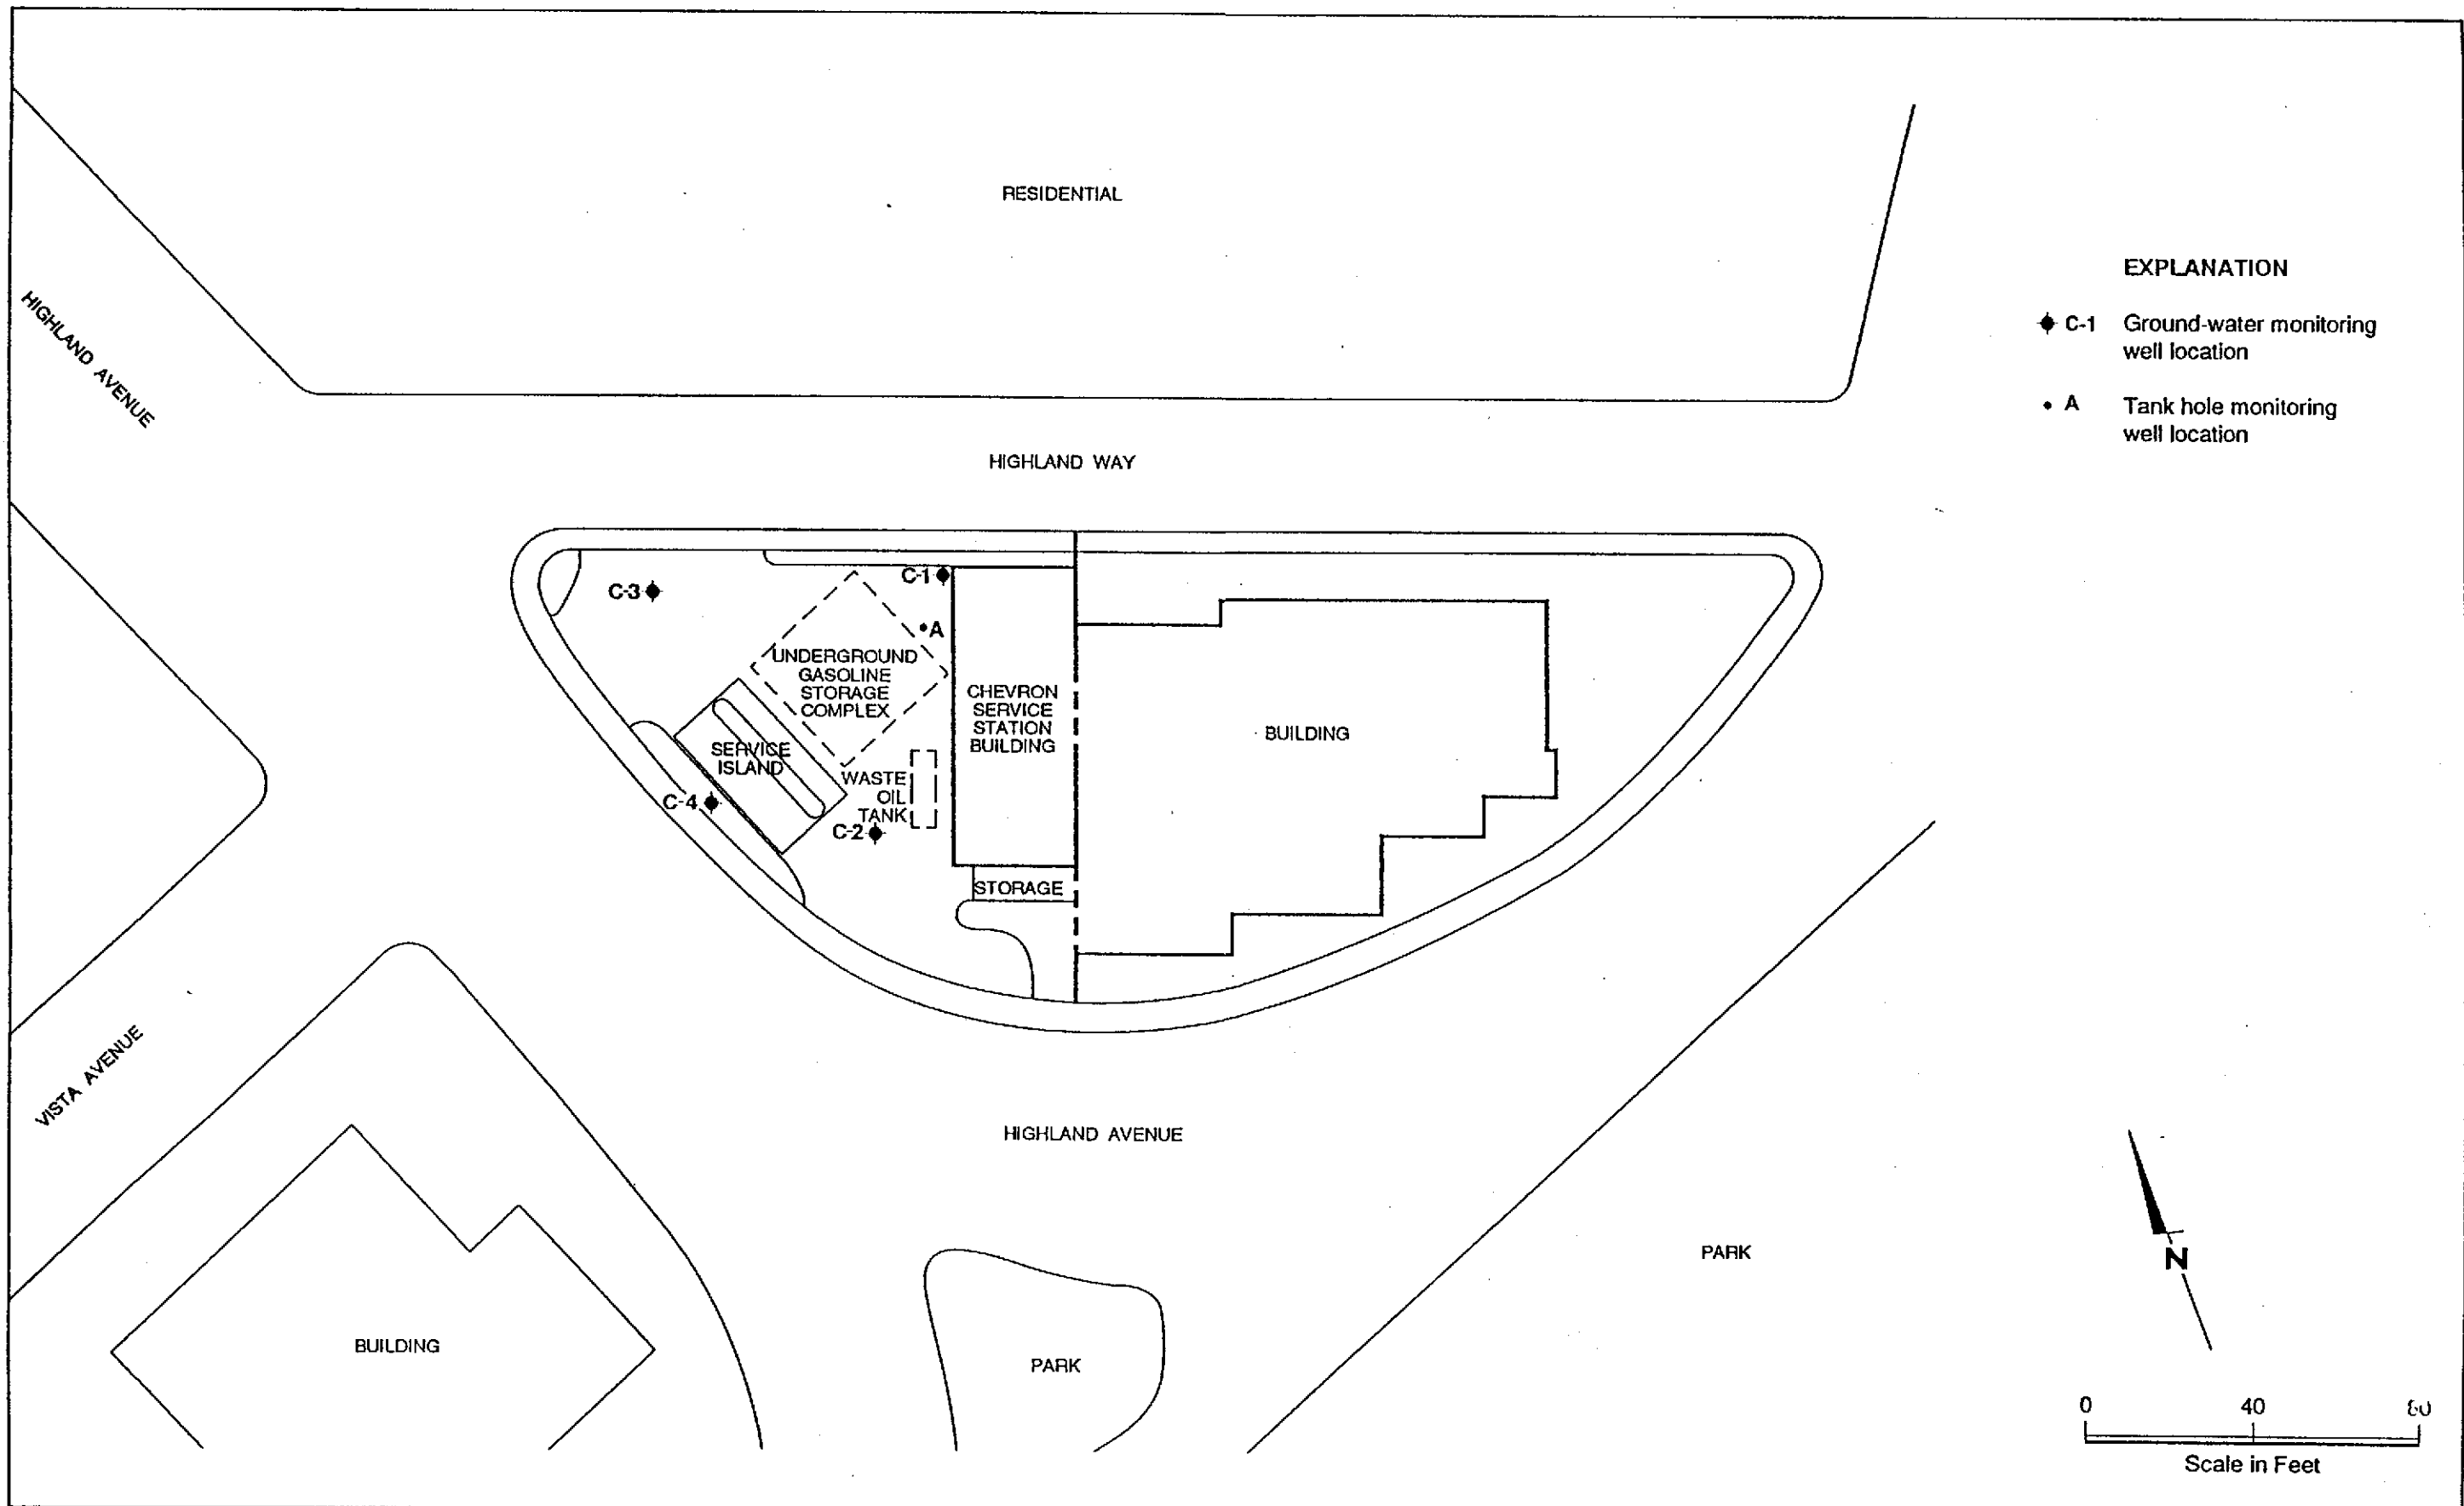 RESIDENTIAL
EXPLANATION
C-1 Ground-water monitoring
well location
A Tank hole monitoring
well location
HIGHLAND AVENUE
HIGHLAND WAY
C-1
C-3
A
UNDERGROUND
GASOLINE
STORAGE
COMPLEX
CHEVRON
SERVICE
STATION
BUILDING
BUILDING
SERVICE
ISLAND
WASTE
OIL
TANK
C-4
C-2
STORAGE
VISTA AVENUE
HIGHLAND AVENUE
PARK
N
BUILDING
PARK
0 40 80
Scale in Feet